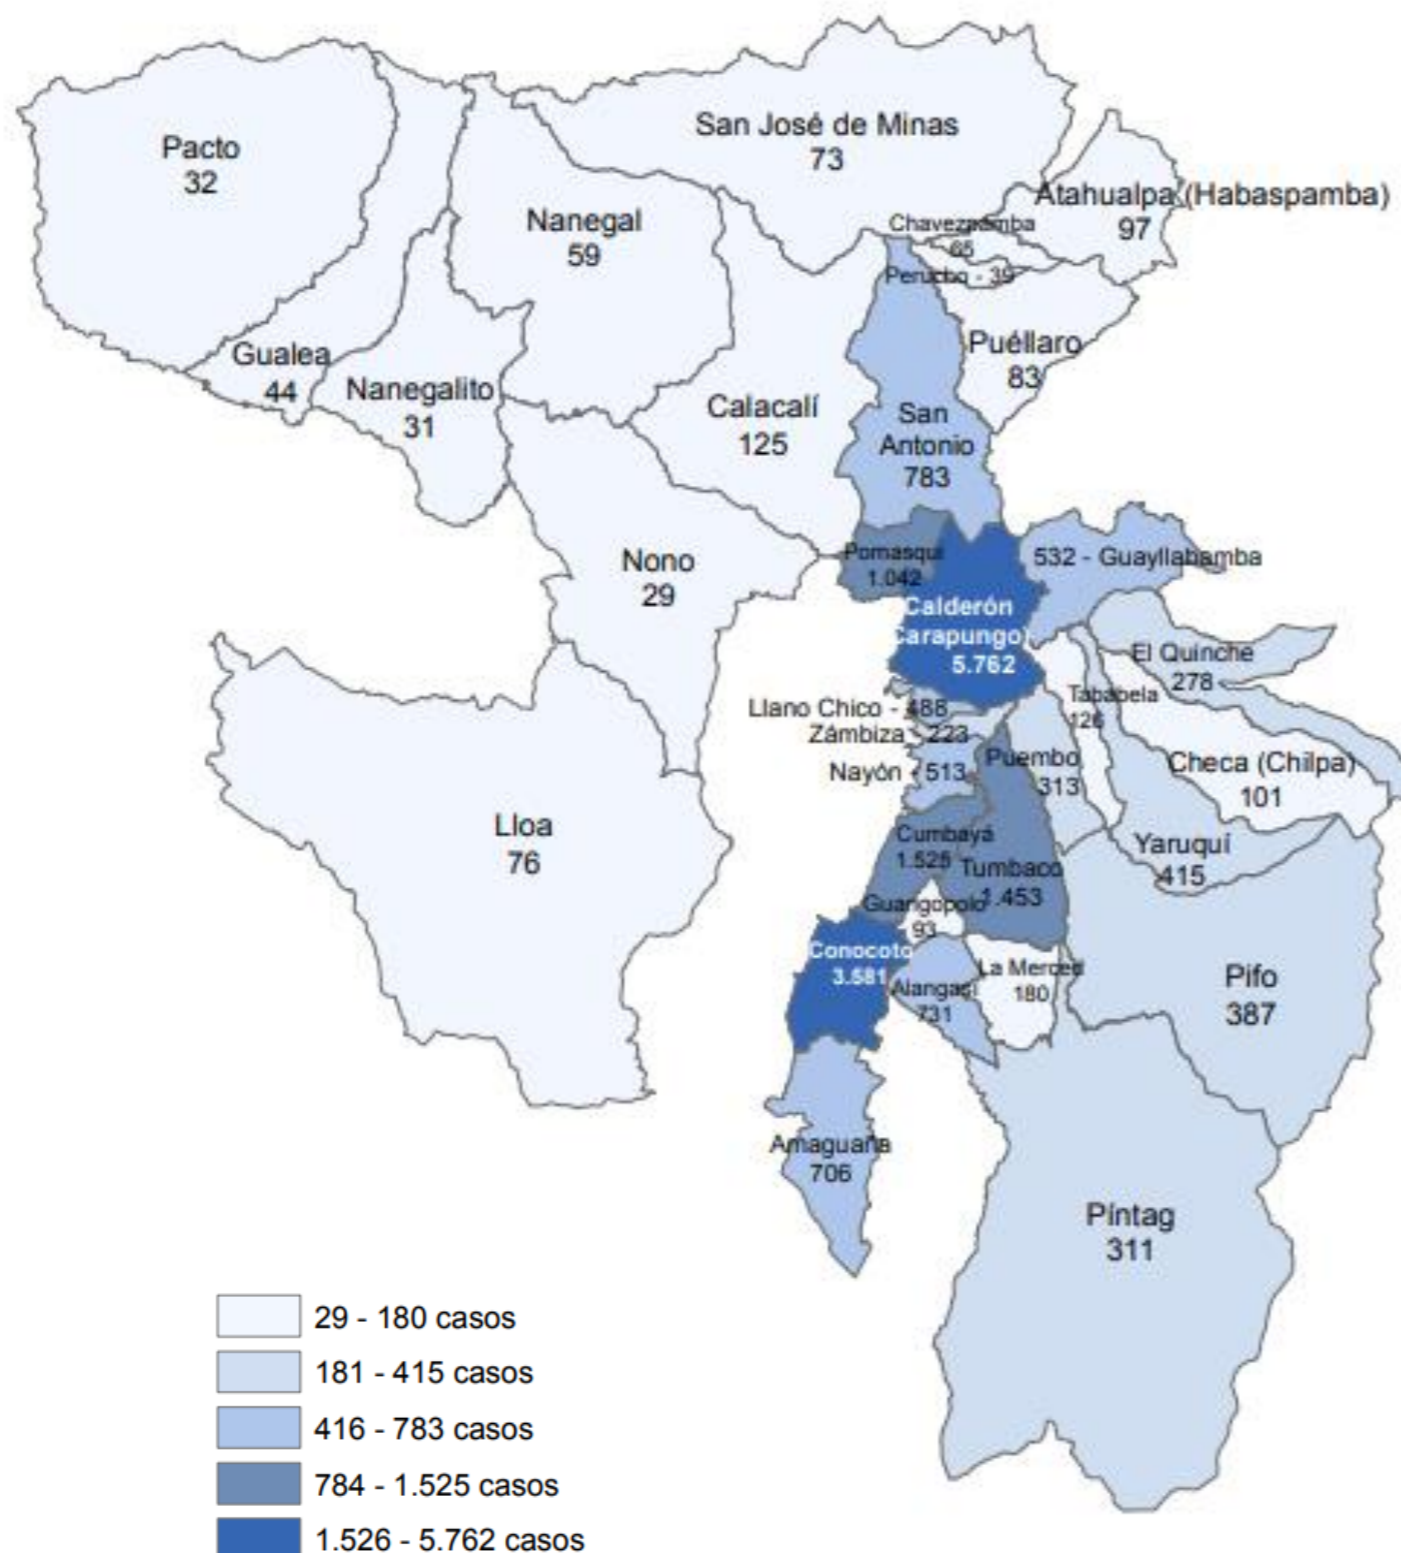 San José de Minas
73
Pacto
32
Atahualpa (Habaspamba)
97
Nanegal
59
Chavezpamba
65
Perucho - 39
Puéllaro
83
Gualea
44
Nanegalito
31
Calacalí
125
San
Antonio
783
Nono
29
Pomasqui
1.042
532 - Guayllabamba
Calderón
(Carapungo)
5.762
El Quinche
278
Tababela
126
Llano Chico - 488
Zámbiza - 223
Nayón - 513
Puembo
313
Checa (Chilpa)
101
Lloa
76
Cumbayá
1.525
Yaruquí
415
Tumbaco
1.453
Guangopolo
93
Conocoto
3.581
La Merced
180
Alangasí
731
Pifo
387
Amaguaña
706
Píntag
311
29 - 180 casos
181 - 415 casos
416 - 783 casos
784 - 1.525 casos
1.526 - 5.762 casos